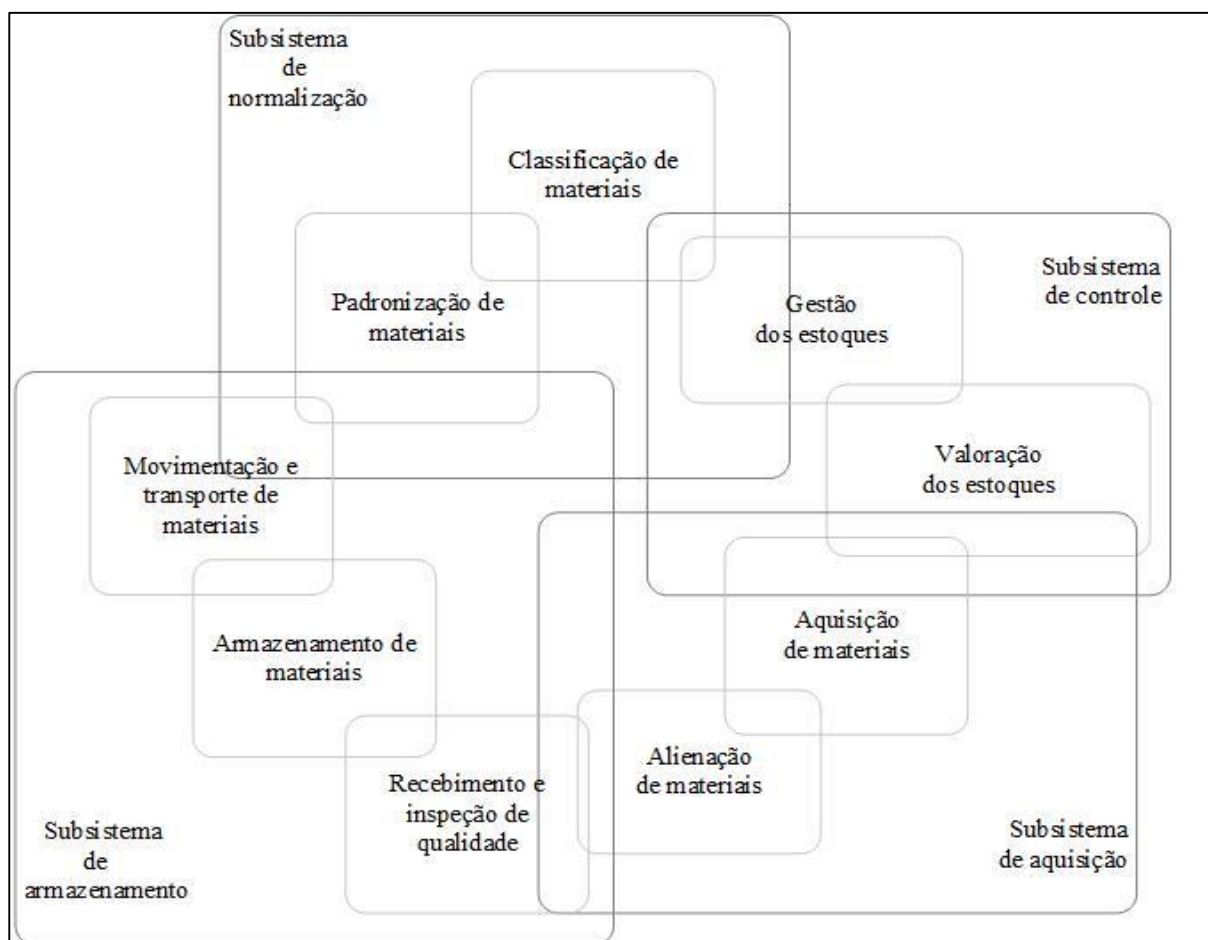 Subsistema
de
normalização
Classificação de
materiais
Padronização de
materiais
Subsistema
de controle
Gestão
dos estoques
Valoração
dos estoques
Movimentação e
transporte de
materiais
Armazenamento de
materiais
Recebimento e
inspeção de
qualidade
Subsistema
de
armazenamento
Aquisição
de materiais
Alienação
de materiais
Subsistema
de aquisição